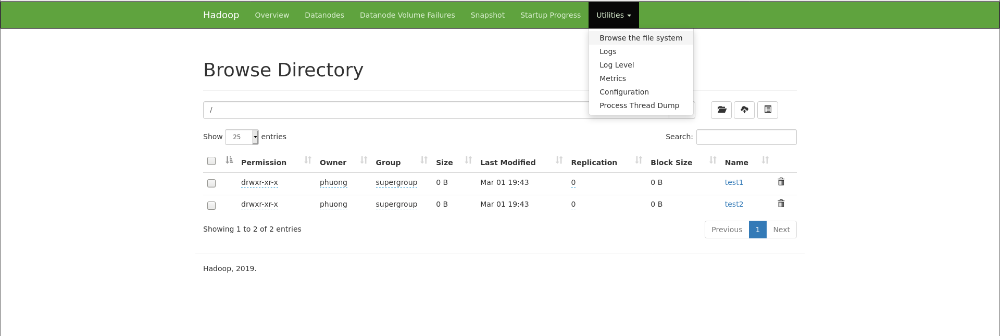 Hadoop Overview Datanodes Datanode Volume Failures Snapshot Startup Progress Utilities
Browse the file system
Logs
Log Level
Metrics
Configuration
Process Thread Dump
Browse Directory
/
Show 25 entries Search:
Permission Owner Group Size Last Modified Replication Block Size Name
drwxr-xr-x phuong supergroup 0 B Mar 01 19:43 0 0 B test1
drwxr-xr-x phuong supergroup 0 B Mar 01 19:43 0 0 B test2
Showing 1 to 2 of 2 entries Previous 1 Next
Hadoop, 2019.